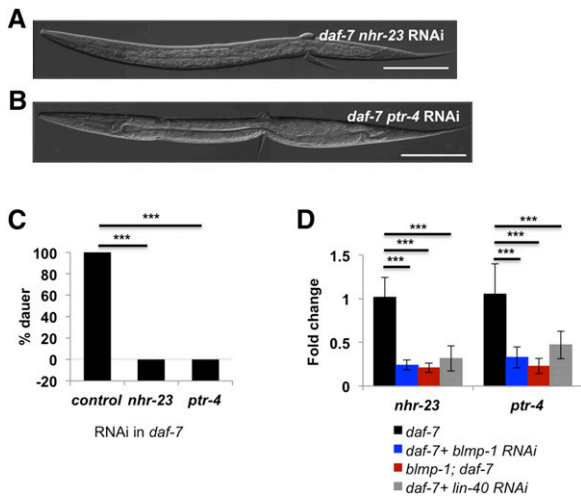 A
daf-7 nhr-23 RNAi
B
daf-7 ptr-4 RNAi
C
***
***
% dauer
100
80
60
40
20
0
-20
control nhr-23 ptr-4
RNAi in daf-7
D
***
***
***
***
***
***
Fold change
1.5
1
0.5
0
nhr-23 ptr-4
daf-7
daf-7+ blmp-1 RNAi
blmp-1; daf-7
daf-7+ lin-40 RNAi